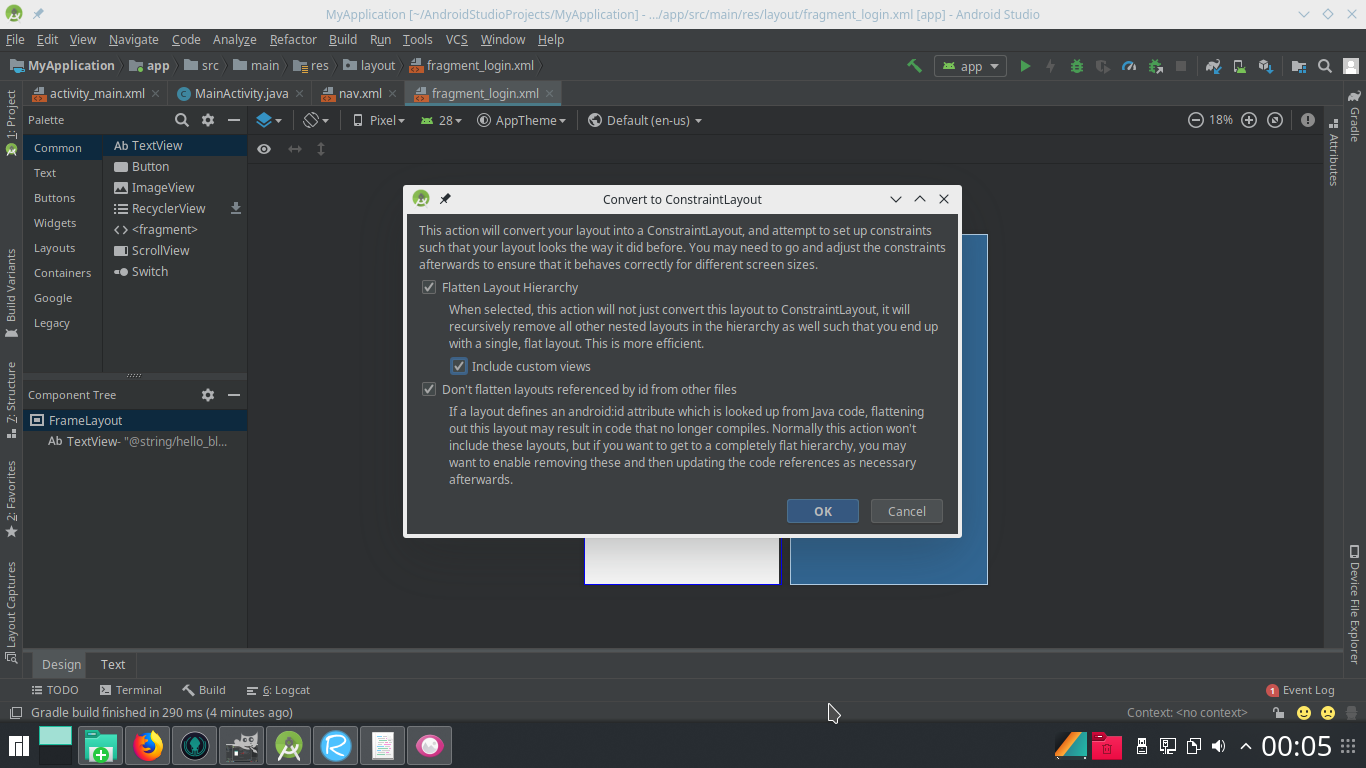 MyApplication [~/AndroidStudioProjects/MyApplication] - .../app/src/main/res/layout/fragment_login.xml [app] - Android Studio
File Edit View Navigate Code Analyze Refactor Build Run Tools VCS Window Help
MyApplication app src main res layout fragment_login.xml app
activity_main.xml MainActivity.java nav.xml fragment_login.xml
Palette Pixel 28 AppTheme Default (en-us) 18%
Common
Text
Buttons
Widgets
Layouts
Containers
Google
Legacy
Ab TextView
Button
ImageView
RecyclerView
<fragment>
ScrollView
Switch
Component Tree
FrameLayout
Ab TextView- "@string/hello_bl...
1: Project
Build Variants
Z: Structure
2: Favorites
Layout Captures
Gradle
Attributes
Device File Explorer
Convert to ConstraintLayout
This action will convert your layout into a ConstraintLayout, and attempt to set up constraints
such that your layout looks the way it did before. You may need to go and adjust the constraints
afterwards to ensure that it behaves correctly for different screen sizes.
Flatten Layout Hierarchy
When selected, this action will not just convert this layout to ConstraintLayout, it will
recursively remove all other nested layouts in the hierarchy as well such that you end up
with a single, flat layout. This is more efficient.
Include custom views
Don't flatten layouts referenced by id from other files
If a layout defines an android:id attribute which is looked up from Java code, flattening
out this layout may result in code that no longer compiles. Normally this action won't
include these layouts, but if you want to get to a completely flat hierarchy, you may
want to enable removing these and then updating the code references as necessary
afterwards.
OK Cancel
Design Text
TODO Terminal Build 6: Logcat 1 Event Log
Gradle build finished in 290 ms (4 minutes ago) Context: <no context>
00:05